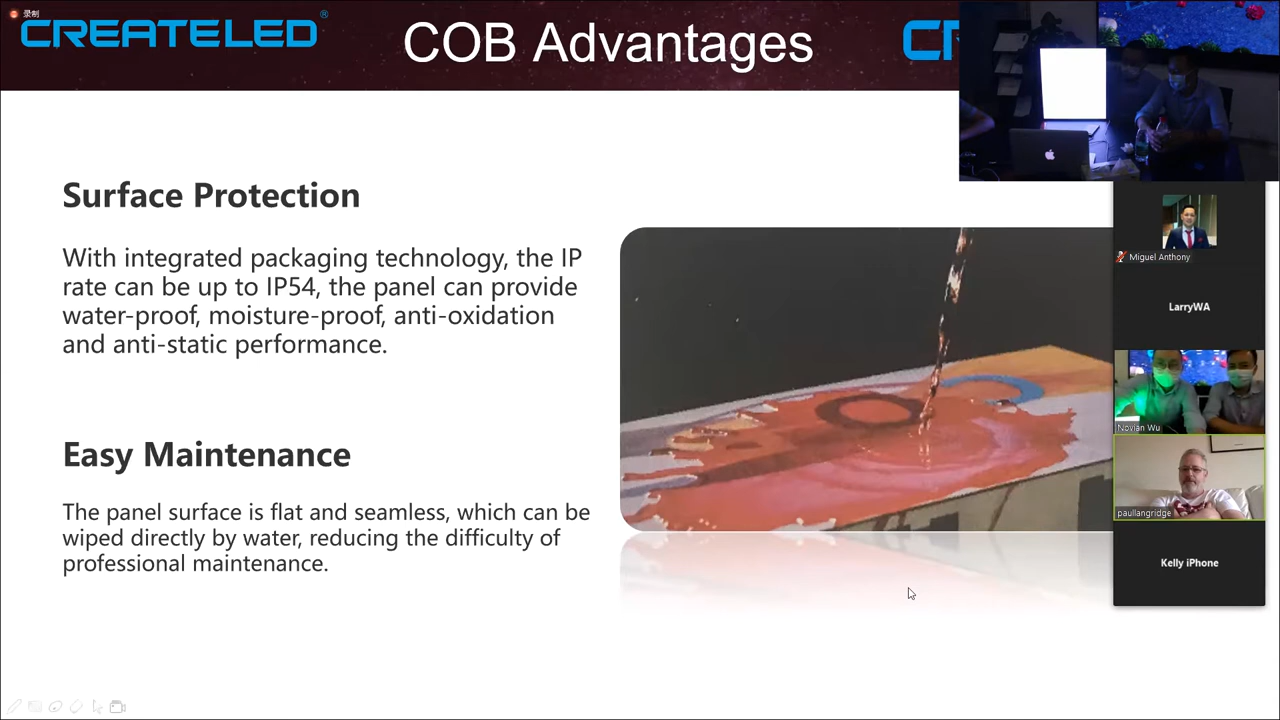 录制
CREATELED®
COB Advantages
CR
Surface Protection
With integrated packaging technology, the IP
rate can be up to IP54, the panel can provide
water-proof, moisture-proof, anti-oxidation
and anti-static performance.
Easy Maintenance
The panel surface is flat and seamless, which can be
wiped directly by water, reducing the difficulty of
professional maintenance.
Miguel Anthony
LarryWA
Novian Wu
paullangridge
Kelly iPhone